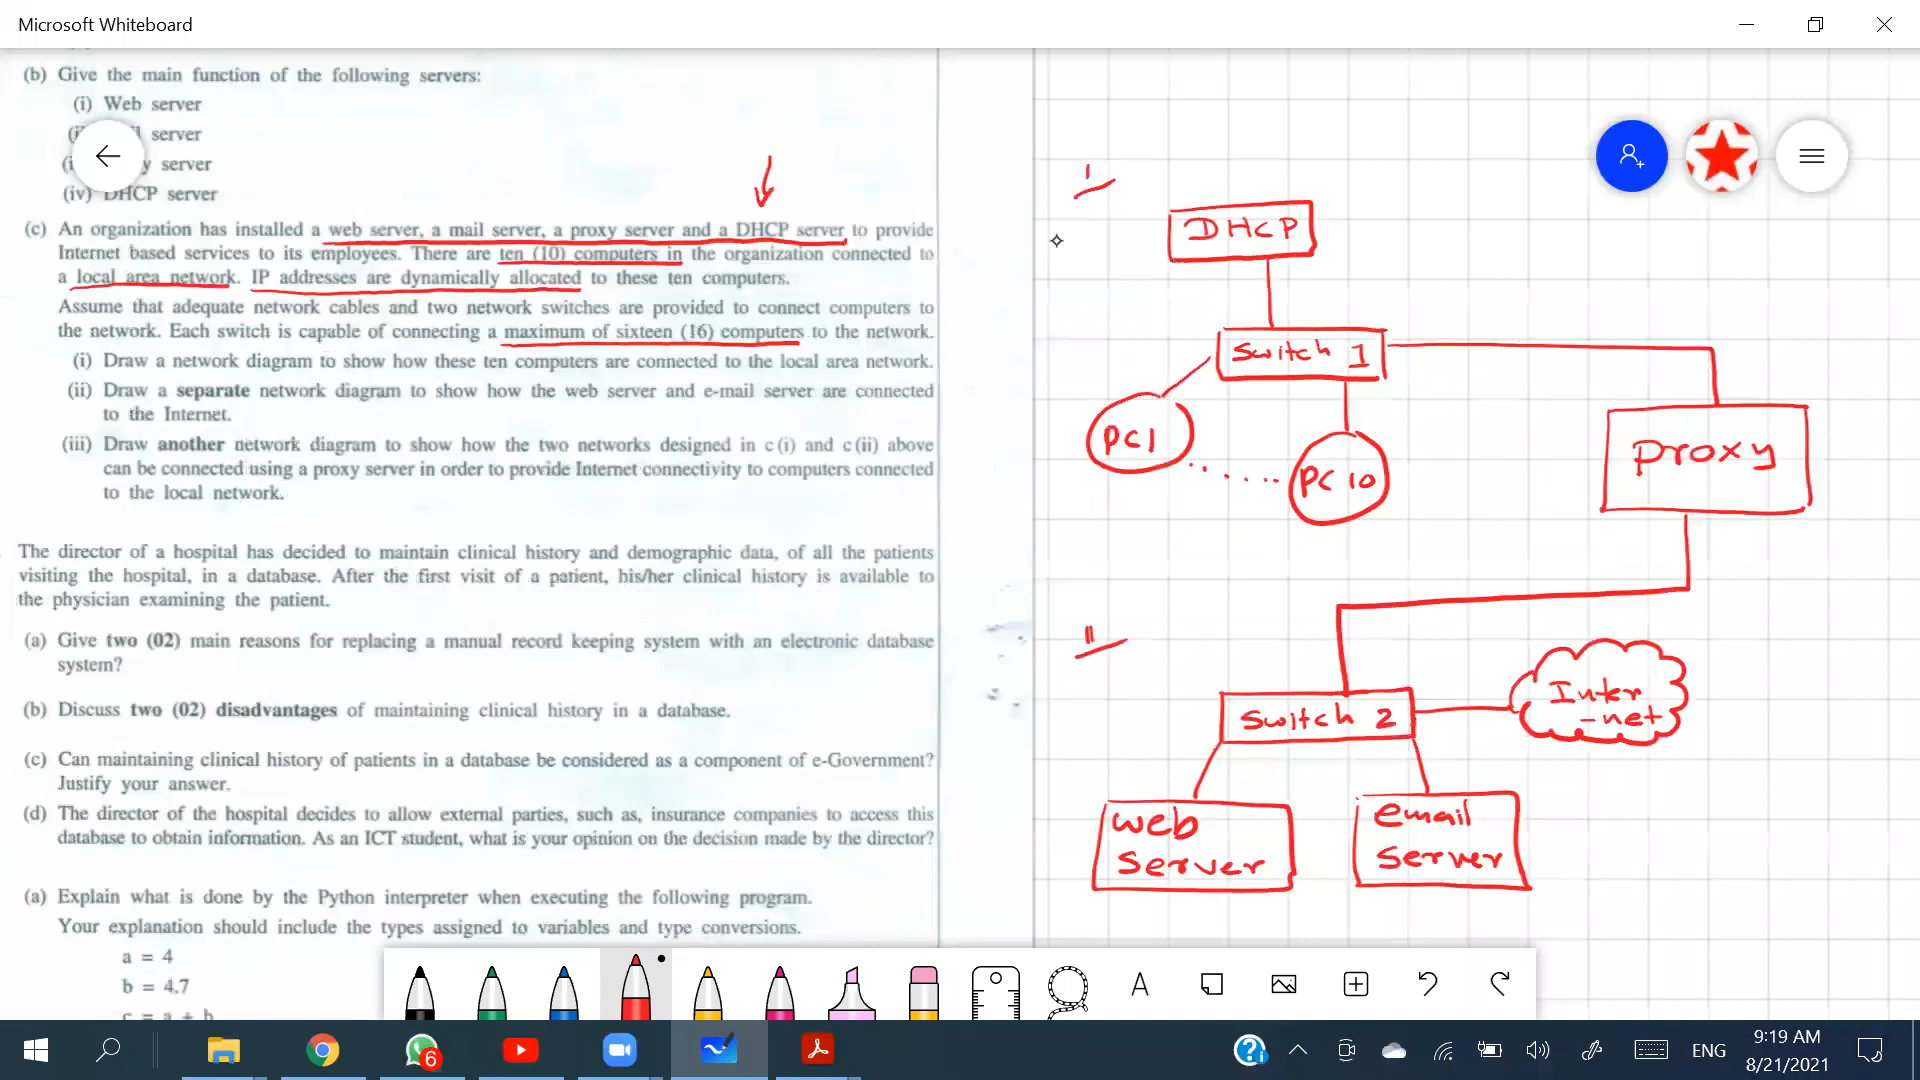 Microsoft Whiteboard
(b) Give the main function of the following servers:
(i) Web server
server
y server
(iv) DHCP server
(c) An organization has installed a web server, a mail server, a proxy server and a DHCP server to provide
Internet based services to its employees. There are ten (10) computers in the organization connected to
a local area network. IP addresses are dynamically allocated to these ten computers.
Assume that adequate network cables and two network switches are provided to connect computers to
the network. Each switch is capable of connecting a maximum of sixteen (16) computers to the network.
(i) Draw a network diagram to show how these ten computers are connected to the local area network.
(ii) Draw a separate network diagram to show how the web server and e-mail server are connected
to the Internet.
(iii) Draw another network diagram to show how the two networks designed in c (i) and c (ii) above
can be connected using a proxy server in order to provide Internet connectivity to computers connected
to the local network.
The director of a hospital has decided to maintain clinical history and demographic data, of all the patients
visiting the hospital, in a database. After the first visit of a patient, his/her clinical history is available to
the physician examining the patient.
(a) Give two (02) main reasons for replacing a manual record keeping system with an electronic database
system?
(b) Discuss two (02) disadvantages of maintaining clinical history in a database.
(c) Can maintaining clinical history of patients in a database be considered as a component of e-Government?
Justify your answer.
(d) The director of the hospital decides to allow external parties, such as, insurance companies to access this
database to obtain information. As an ICT student, what is your opinion on the decision made by the director?
(a) Explain what is done by the Python interpreter when executing the following program.
Your explanation should include the types assigned to variables and type conversions.
a = 4
b = 4.7
c = a + b
I
DHCP
Switch 1
PC1
PC 10
Proxy
II
Switch 2
Inter
-net
web
server
email
server
A
6
ENG
9:19 AM
8/21/2021